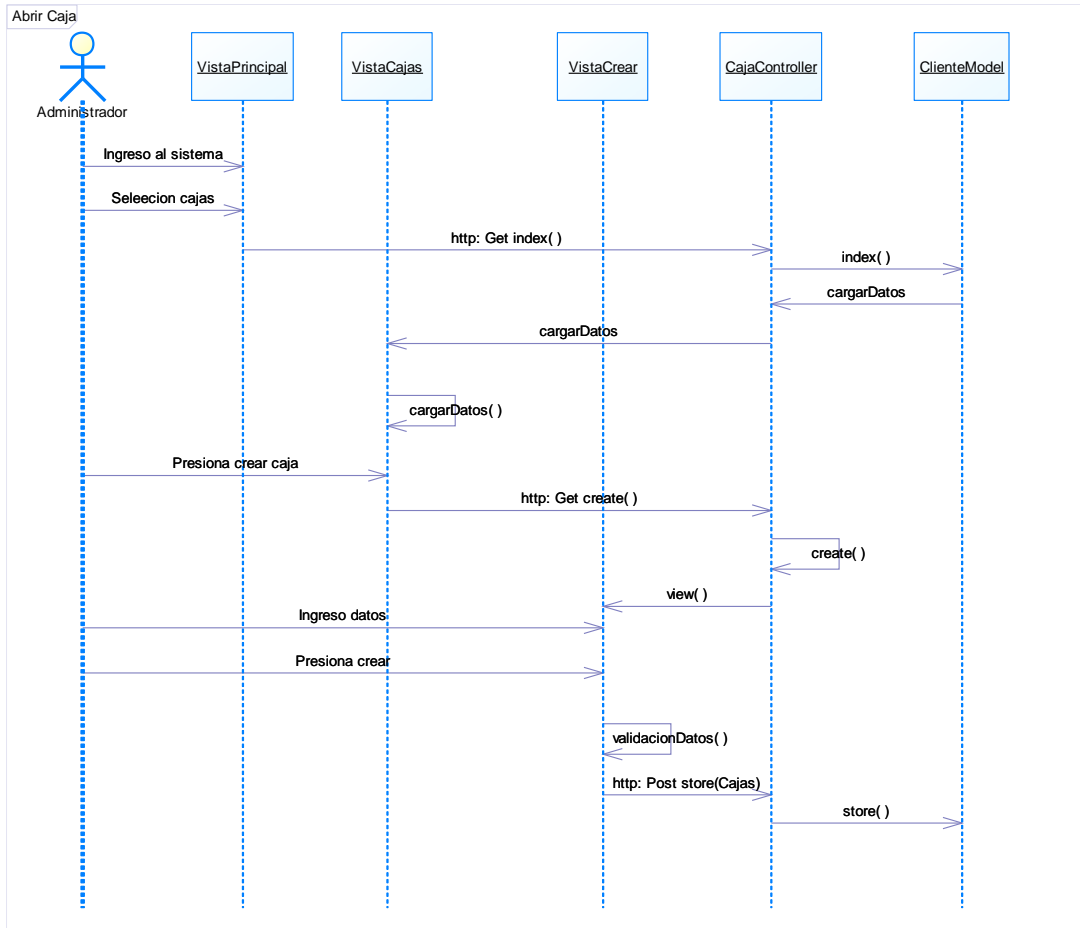 Abrir Caja
VistaPrincipal
VistaCajas
VistaCrear
CajaController
ClienteModel
Administrador
Ingreso al sistema
Seleecion cajas
http: Get index( )
index( )
cargarDatos
cargarDatos
cargarDatos( )
Presiona crear caja
http: Get create( )
create( )
view( )
Ingreso datos
Presiona crear
validacionDatos( )
http: Post store(Cajas)
store( )